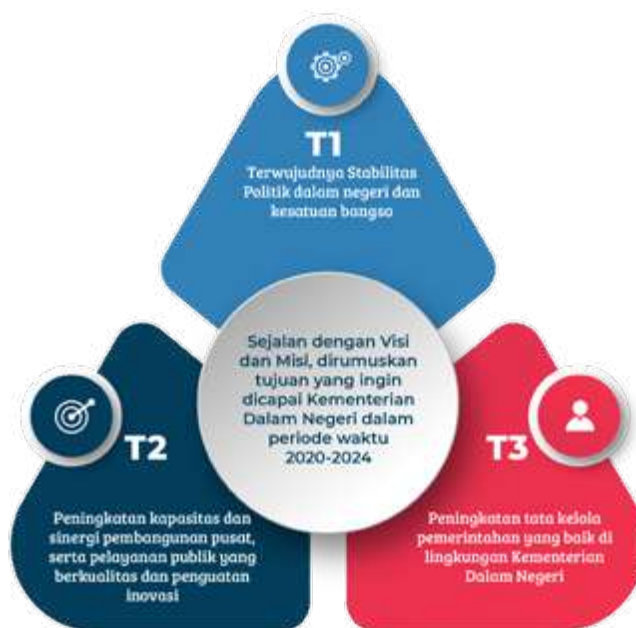 T1
Terwujudnya Stabilitas
Politik dalam negeri dan
kesatuan bangsa
Sejalan dengan Visi
dan Misi, dirumuskan
tujuan yang ingin
dicapai Kementerian
Dalam Negeri dalam
periode waktu
2020-2024
T2
Peningkatan kapasitas dan
sinergi pembangunan pusat,
serta pelayanan publik yang
berkualitas dan penguatan
inovasi
T3
Peningkatan tata kelola
pemerintahan yang baik di
lingkungan Kementerian
Dalam Negeri